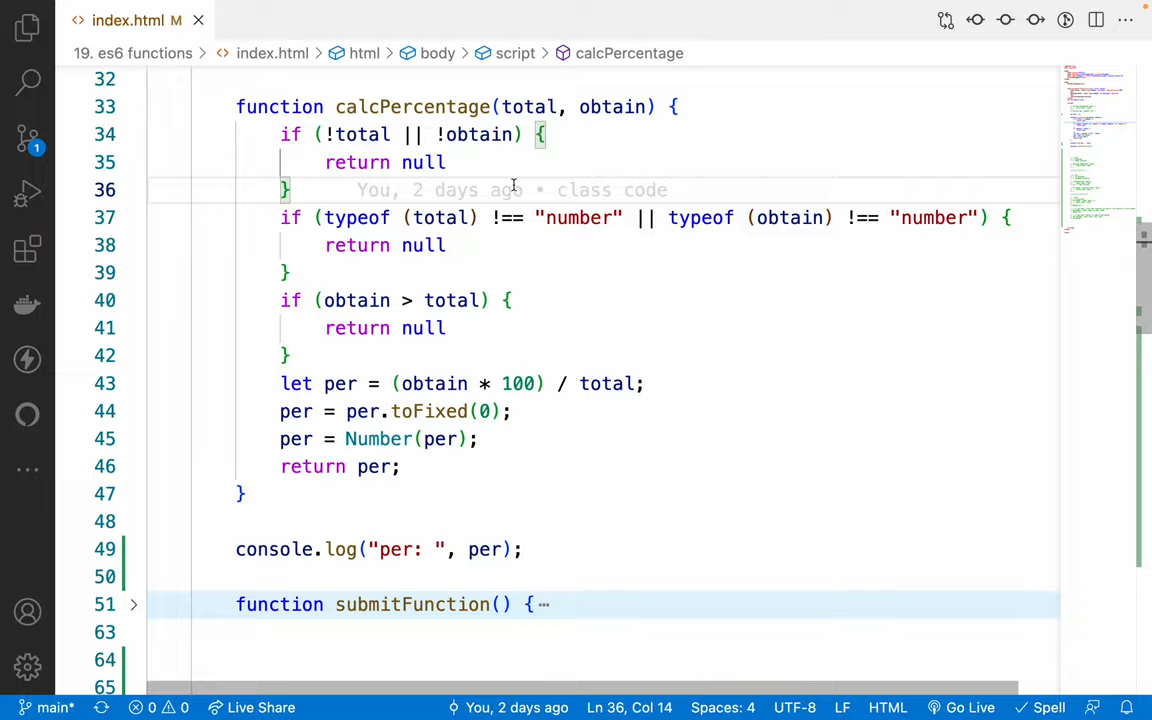 index.html M
19. es6 functions > index.html > html > body > script > calcPercentage
32
33 function calcPercentage(total, obtain) {
34 if (!total || !obtain) {
35 return null
36 } You, 2 days ago • class code
37 if (typeof (total) !== "number" || typeof (obtain) !== "number") {
38 return null
39 }
40 if (obtain > total) {
41 return null
42 }
43 let per = (obtain * 100) / total;
44 per = per.toFixed(0);
45 per = Number(per);
46 return per;
47 }
48
49 console.log("per: ", per);
50
51 function submitFunction() {
63
64
65
1
main* 0 0 Live Share You, 2 days ago Ln 36, Col 14 Spaces: 4 UTF-8 LF HTML Go Live Spell